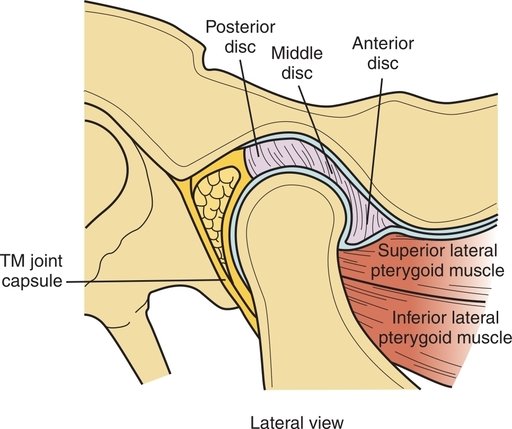 Posterior
disc
Middle
disc
Anterior
disc
TM joint
capsule
Superior lateral
pterygoid muscle
Inferior lateral
pterygoid muscle
Lateral view